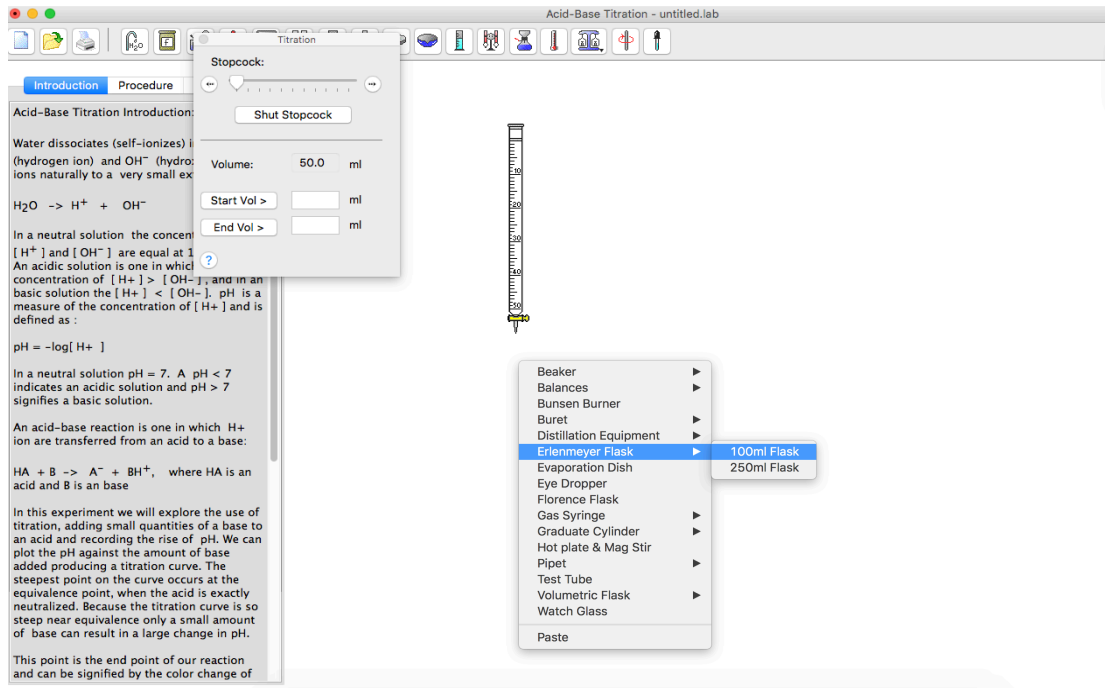 Acid-Base Titration - untitled.lab
H₂O
Titration
Stopcock:
Shut Stopcock
Volume: 50.0 ml
Start Vol > ml
End Vol > ml
?
Introduction Procedure
Acid-Base Titration Introduction:
Water dissociates (self-ionizes) i
(hydrogen ion) and OH⁻ (hydro
ions naturally to a very small ex
H₂O -> H⁺ + OH⁻
In a neutral solution the concen
[ H⁺ ] and [ OH⁻ ] are equal at 1
An acidic solution is one in which
concentration of [ H+ ] > [ OH- ], and in an
basic solution the [ H+ ] < [ OH- ]. pH is a
measure of the concentration of [ H+ ] and is
defined as :
pH = -log[ H+ ]
In a neutral solution pH = 7. A pH < 7
indicates an acidic solution and pH > 7
signifies a basic solution.
An acid-base reaction is one in which H+
ion are transferred from an acid to a base:
HA + B -> A⁻ + BH⁺, where HA is an
acid and B is an base
In this experiment we will explore the use of
titration, adding small quantities of a base to
an acid and recording the rise of pH. We can
plot the pH against the amount of base
added producing a titration curve. The
steepest point on the curve occurs at the
equivalence point, when the acid is exactly
neutralized. Because the titration curve is so
steep near equivalence only a small amount
of base can result in a large change in pH.
This point is the end point of our reaction
and can be signified by the color change of
10
20
30
40
50
Beaker
Balances
Bunsen Burner
Buret
Distillation Equipment
Erlenmeyer Flask
Evaporation Dish
Eye Dropper
Florence Flask
Gas Syringe
Graduate Cylinder
Hot plate & Mag Stir
Pipet
Test Tube
Volumetric Flask
Watch Glass
Paste
100ml Flask
250ml Flask